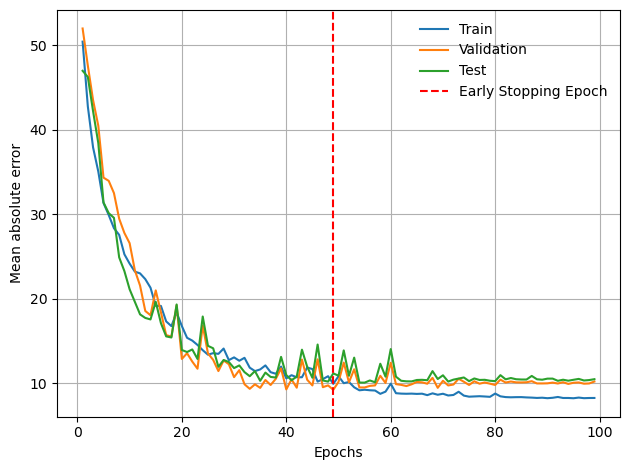 Train
Validation
Test
Early Stopping Epoch
Mean absolute error
50
40
30
20
10
0 20 40 60 80 100
Epochs